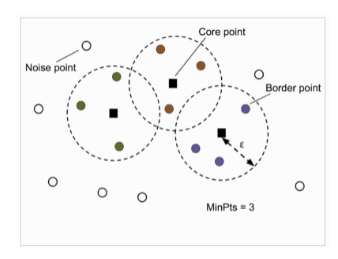 Core point
Noise point
Border point
ε
MinPts = 3